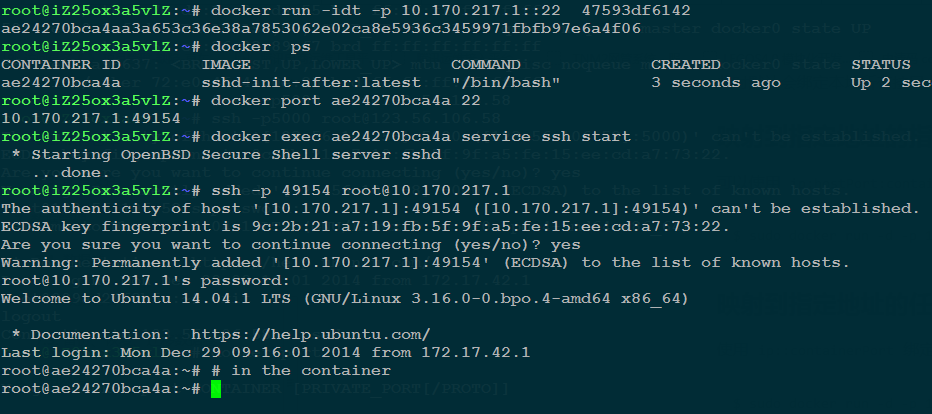 root@iZ25ox3a5vlZ:~# docker run -idt -p 10.170.217.1::22  47593df6142
ae24270bca4aa3a653c36e38a7853062e02ca8e5936c3459971fbfb97e6a4f06
root@iZ25ox3a5vlZ:~# docker  ps
CONTAINER ID        IMAGE                    COMMAND             CREATED             STATUS
ae24270bca4a        sshd-init-after:latest   "/bin/bash"         3 seconds ago       Up 2 sec
root@iZ25ox3a5vlZ:~# docker port ae24270bca4a 22
10.170.217.1:49154
root@iZ25ox3a5vlZ:~# docker exec ae24270bca4a service ssh start
 * Starting OpenBSD Secure Shell server sshd
   ...done.
root@iZ25ox3a5vlZ:~# ssh -p 49154 root@10.170.217.1
The authenticity of host '[10.170.217.1]:49154 ([10.170.217.1]:49154)' can't be established.
ECDSA key fingerprint is 9c:2b:21:a7:19:fb:5f:9f:a5:fe:15:ee:cd:a7:73:22.
Are you sure you want to continue connecting (yes/no)? yes
Warning: Permanently added '[10.170.217.1]:49154' (ECDSA) to the list of known hosts.
root@10.170.217.1's password:
Welcome to Ubuntu 14.04.1 LTS (GNU/Linux 3.16.0-0.bpo.4-amd64 x86_64)

 * Documentation:  https://help.ubuntu.com/
Last login: Mon Dec 29 09:16:01 2014 from 172.17.42.1
root@ae24270bca4a:~# # in the container
root@ae24270bca4a:~#